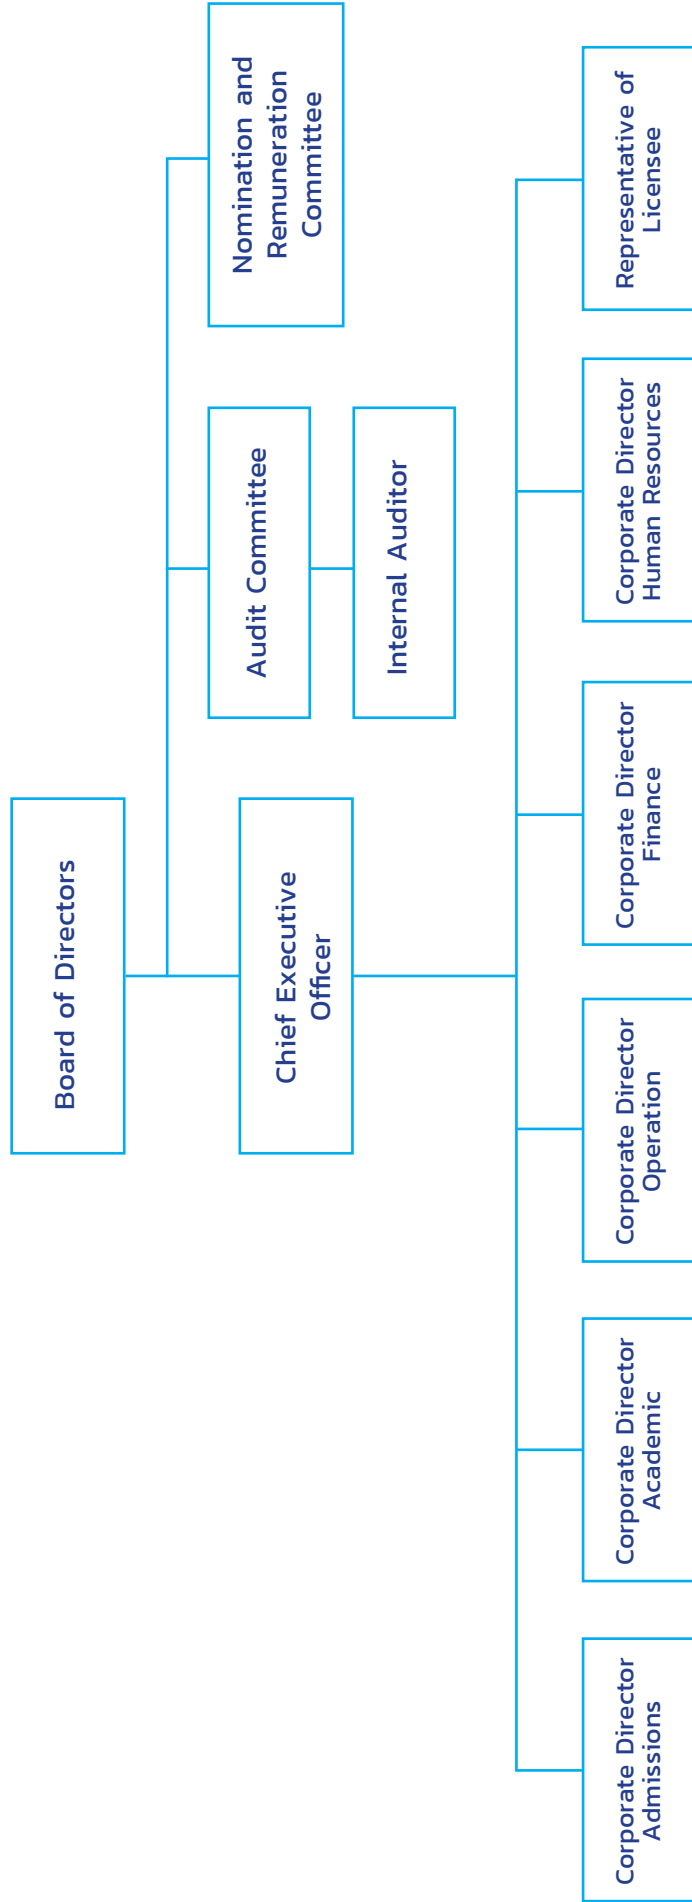 Board of Directors
Chief Executive
Officer
Audit Committee
Nomination and
Remuneration
Committee
Internal Auditor
Corporate Director
Admissions
Corporate Director
Academic
Corporate Director
Operation
Corporate Director
Finance
Corporate Director
Human Resources
Representative of
Licensee